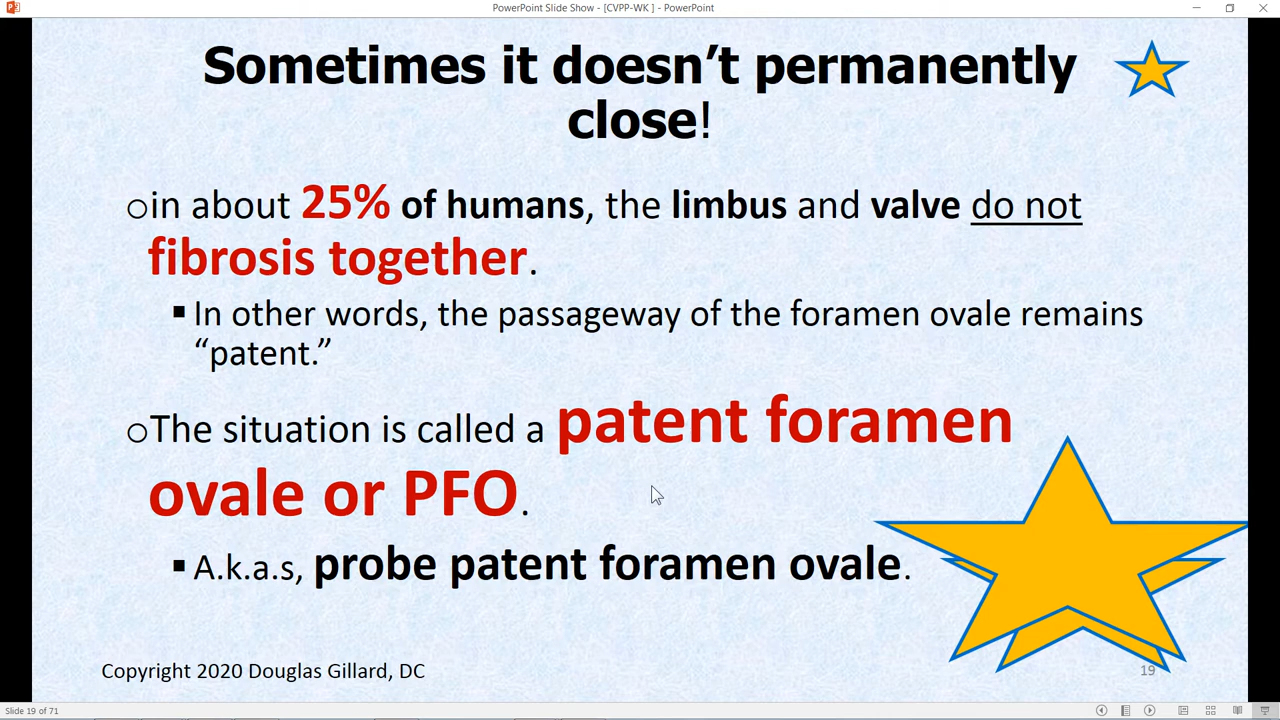 PowerPoint Slide Show - [CVPP-WK ] - PowerPoint
Sometimes it doesn’t permanently
close!
oin about 25% of humans, the limbus and valve do not
fibrosis together.
▪ In other words, the passageway of the foramen ovale remains
“patent.”
oThe situation is called a patent foramen
ovale or PFO.
▪ A.k.a.s, probe patent foramen ovale.
Copyright 2020 Douglas Gillard, DC
19
Slide 19 of 71